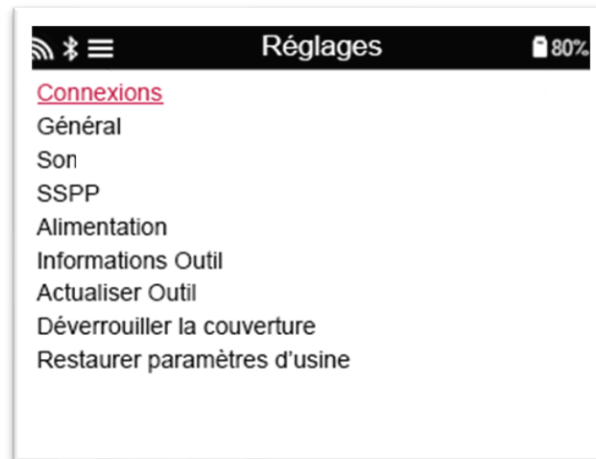 Réglages 80%
Connexions
Général
Son
SSPP
Alimentation
Informations Outil
Actualiser Outil
Déverrouiller la couverture
Restaurer paramètres d'usine